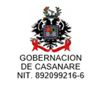 GOBERNACION
DE CASANARE
NIT. 892099216-6